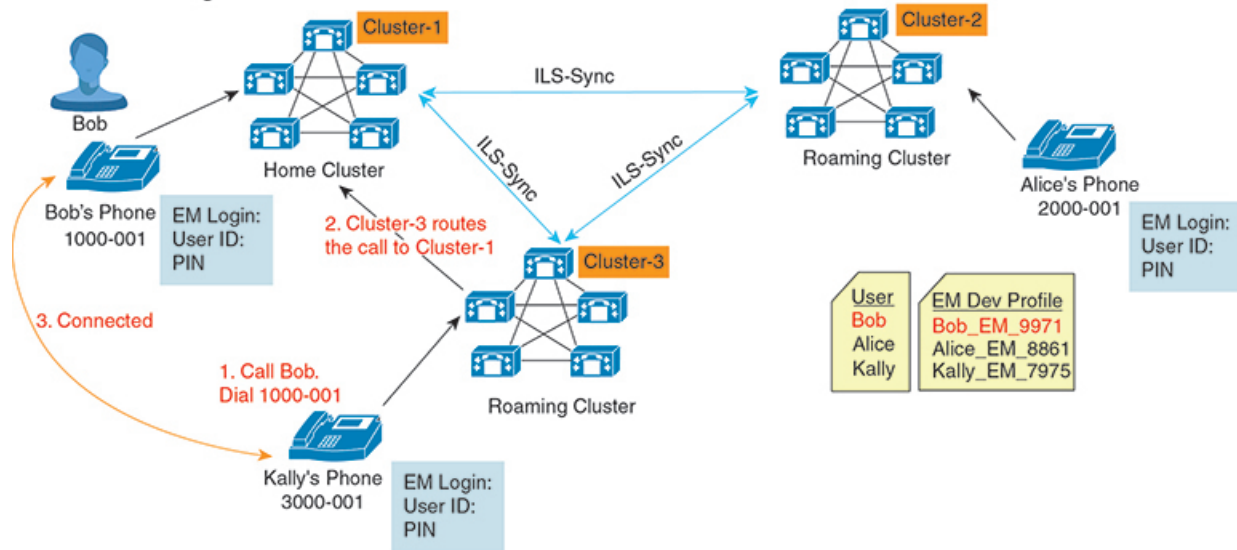 Cluster-1
Cluster-2
ILS-Sync
Bob
Home Cluster
Roaming Cluster
ILS-Sync
ILS-Sync
Bob's Phone
1000-001
EM Login:
User ID:
PIN
2. Cluster-3 routes
the call to Cluster-1
Alice's Phone
2000-001
EM Login:
User ID:
PIN
Cluster-3
3. Connected
1. Call Bob.
Dial 1000-001
Roaming Cluster
User
Bob
Alice
Kally
EM Dev Profile
Bob_EM_9971
Alice_EM_8861
Kally_EM_7975
Kally's Phone
3000-001
EM Login:
User ID:
PIN